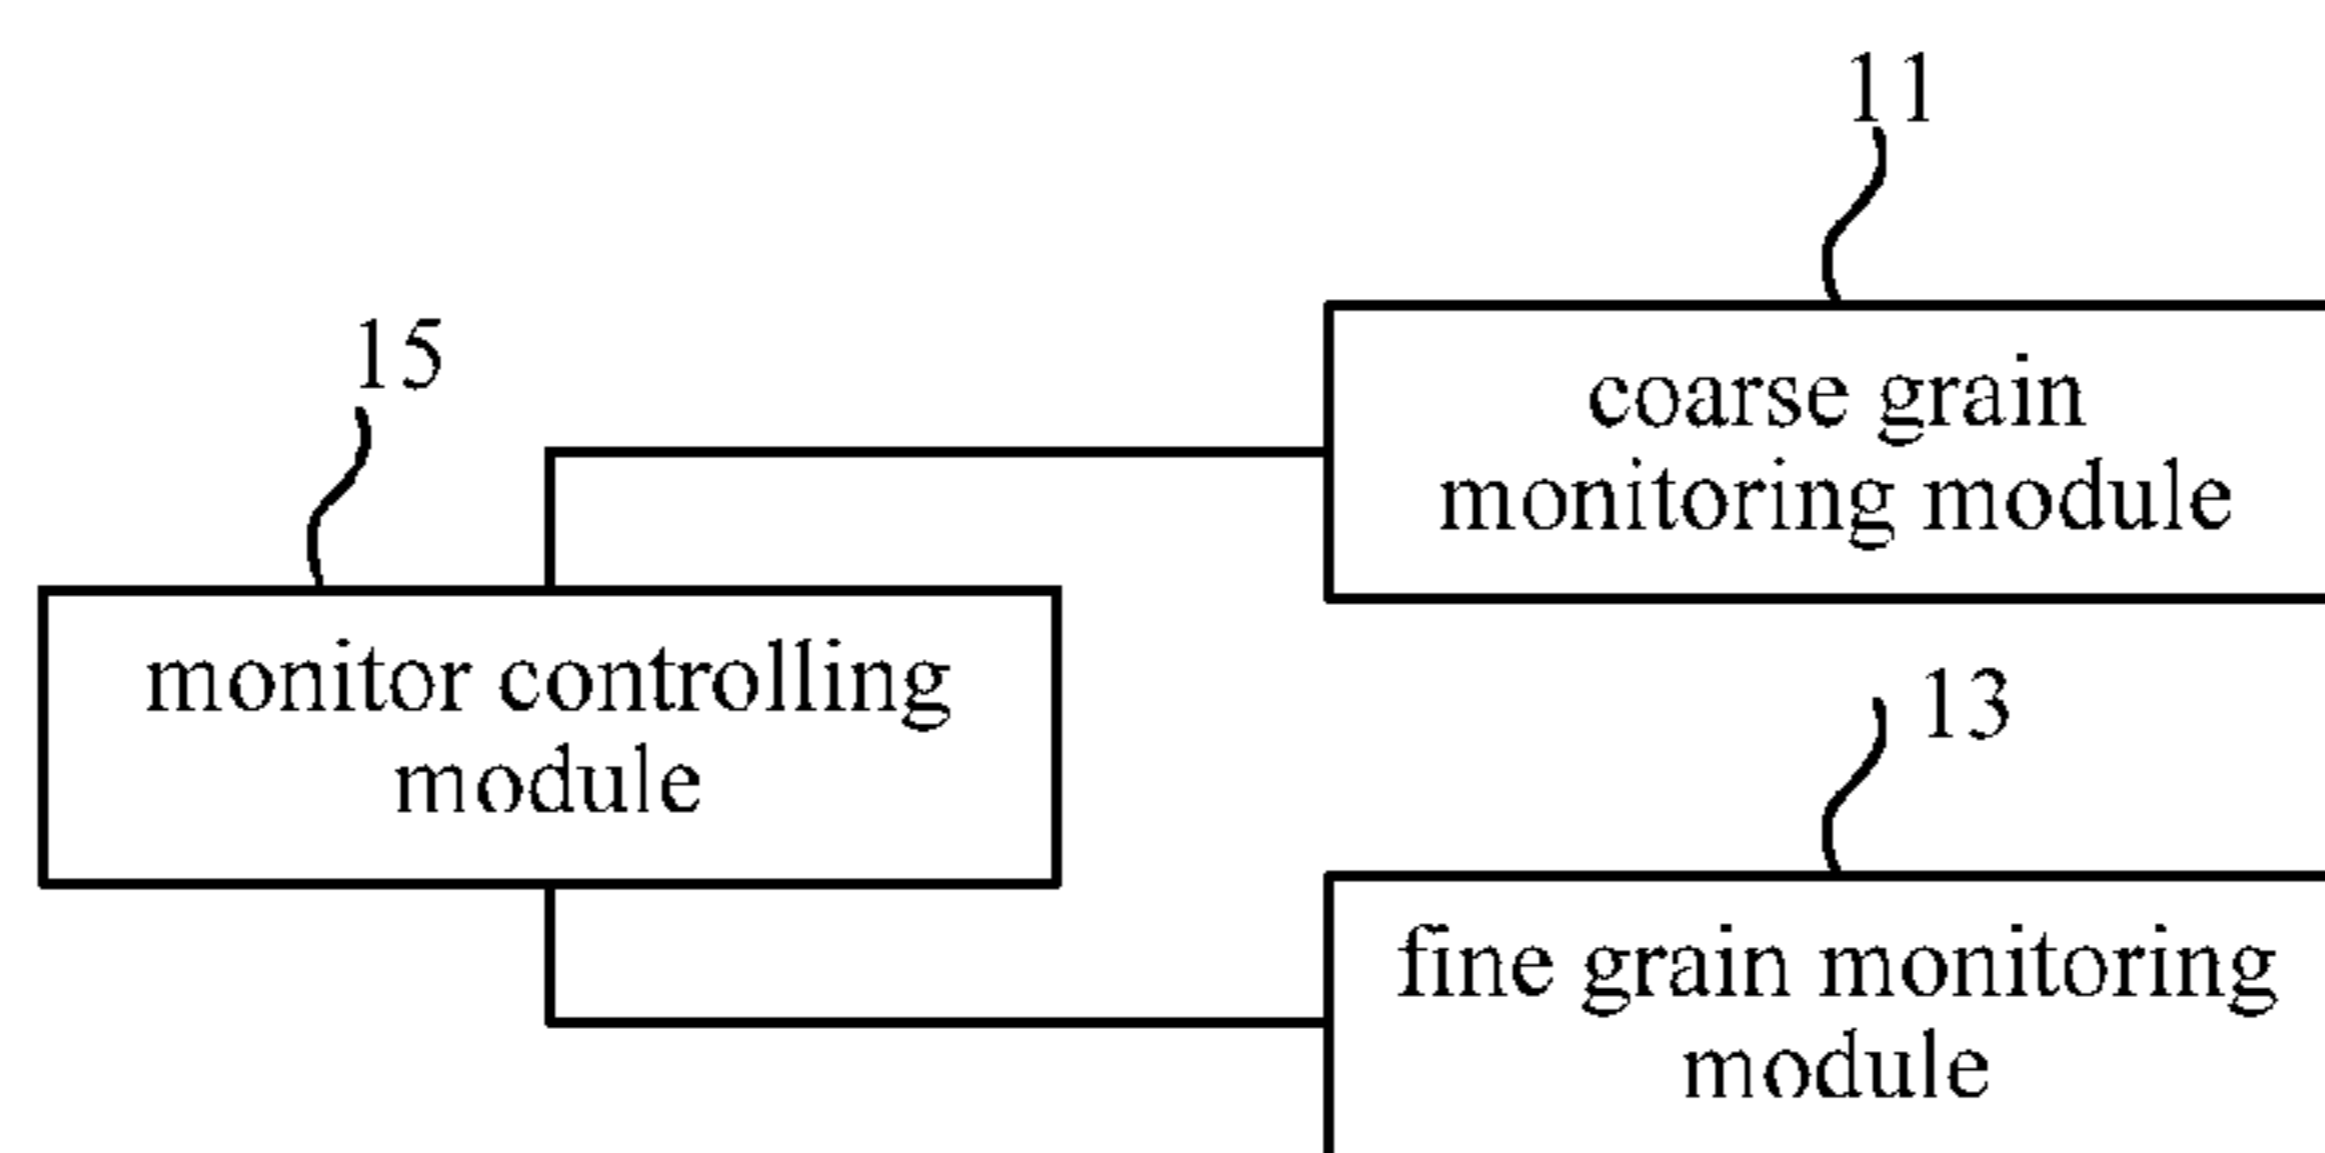 11
coarse grain
monitoring module
15
monitor controlling
module
13
fine grain monitoring
module